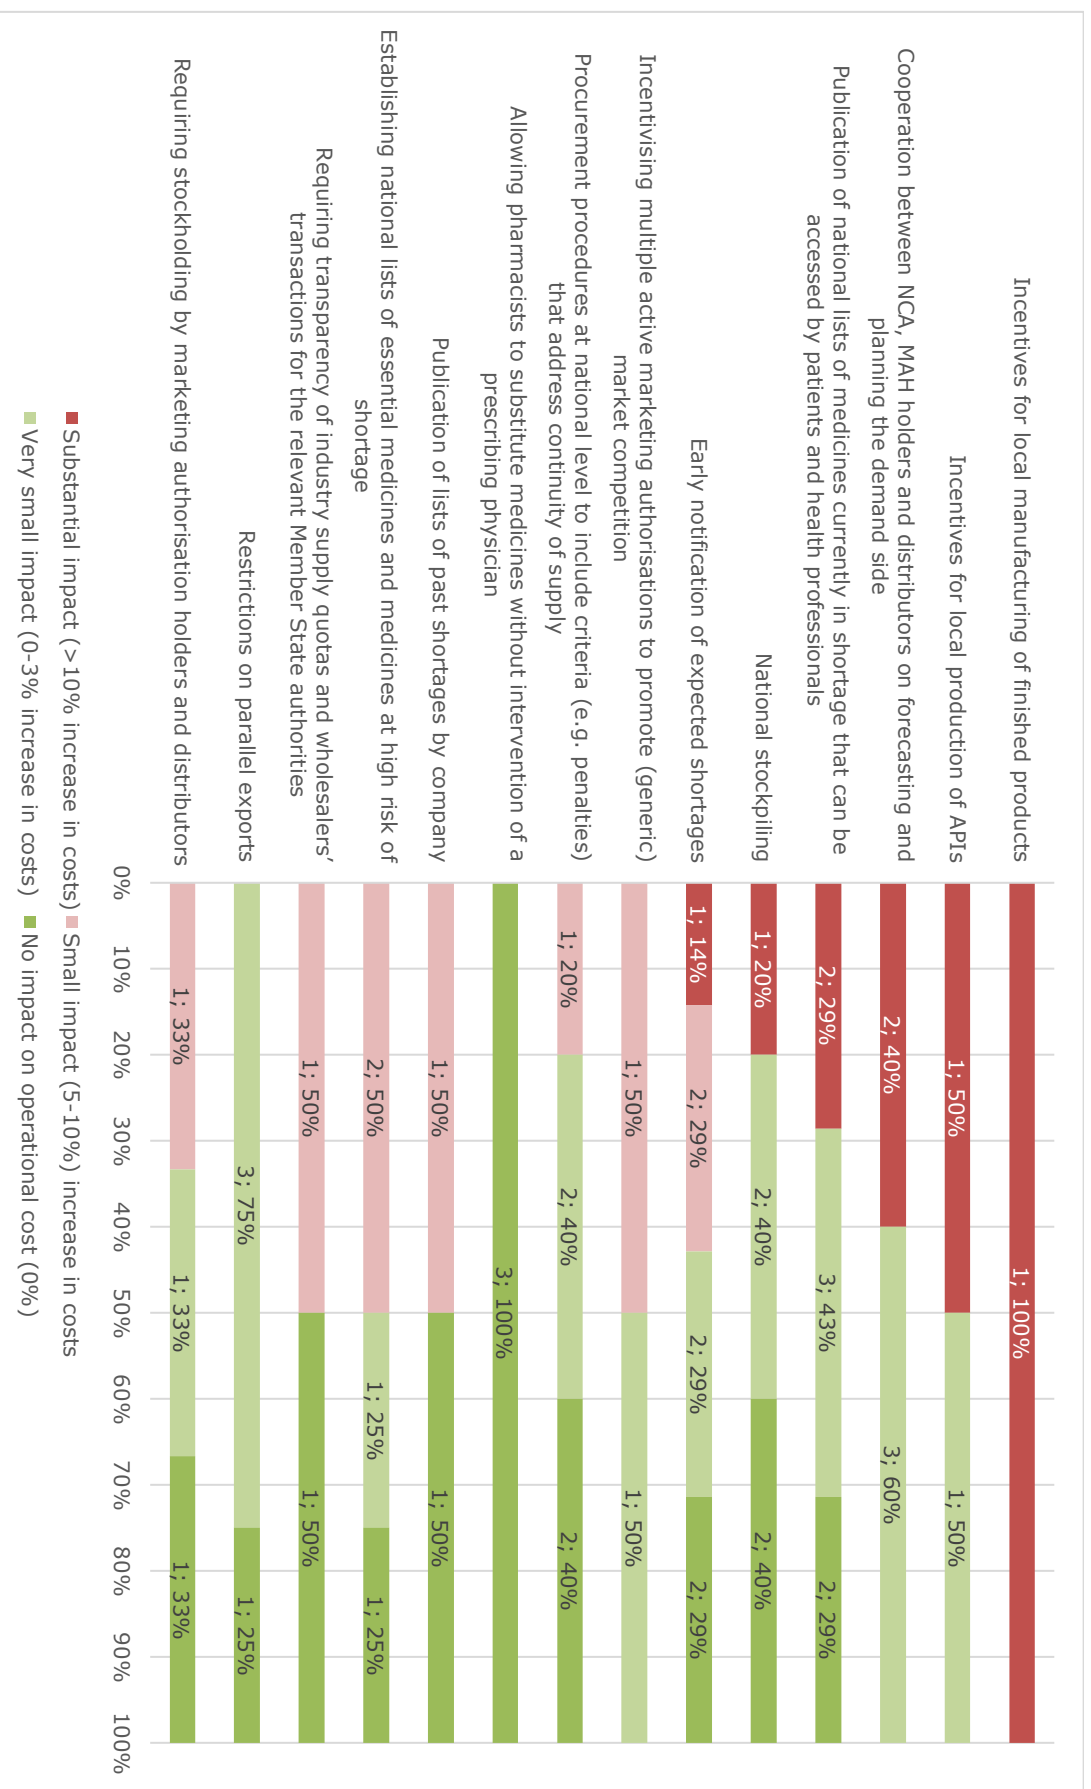 Incentives for local manufacturing of finished products
1; 100%
Incentives for local production of APIs
1; 50%
1; 50%
Cooperation between NCA, MAH holders and distributors on forecasting and
planning the demand side
2; 40%
3; 60%
Publication of national lists of medicines currently in shortage that can be
accessed by patients and health professionals
2; 29%
3; 43%
2; 29%
National stockpiling
1; 20%
2; 40%
2; 40%
Early notification of expected shortages
1; 14%
2; 29%
2; 29%
2; 29%
Incentivising multiple active marketing authorisations to promote (generic)
market competition
1; 50%
1; 50%
Procurement procedures at national level to include criteria (e.g. penalties)
that address continuity of supply
1; 20%
2; 40%
2; 40%
Allowing pharmacists to substitute medicines without intervention of a
prescribing physician
3; 100%
Publication of lists of past shortages by company
1; 50%
1; 50%
Establishing national lists of essential medicines and medicines at high risk of
shortage
2; 50%
1; 25%
1; 25%
Requiring transparency of industry supply quotas and wholesalers’
transactions for the relevant Member State authorities
1; 50%
1; 50%
Restrictions on parallel exports
3; 75%
1; 25%
Requiring stockholding by marketing authorisation holders and distributors
1; 33%
1; 33%
1; 33%
0% 10% 20% 30% 40% 50% 60% 70% 80% 90% 100%
Substantial impact (>10% increase in costs) Small impact (5-10%) increase in costs
Very small impact (0-3% increase in costs) No impact on operational cost (0%)